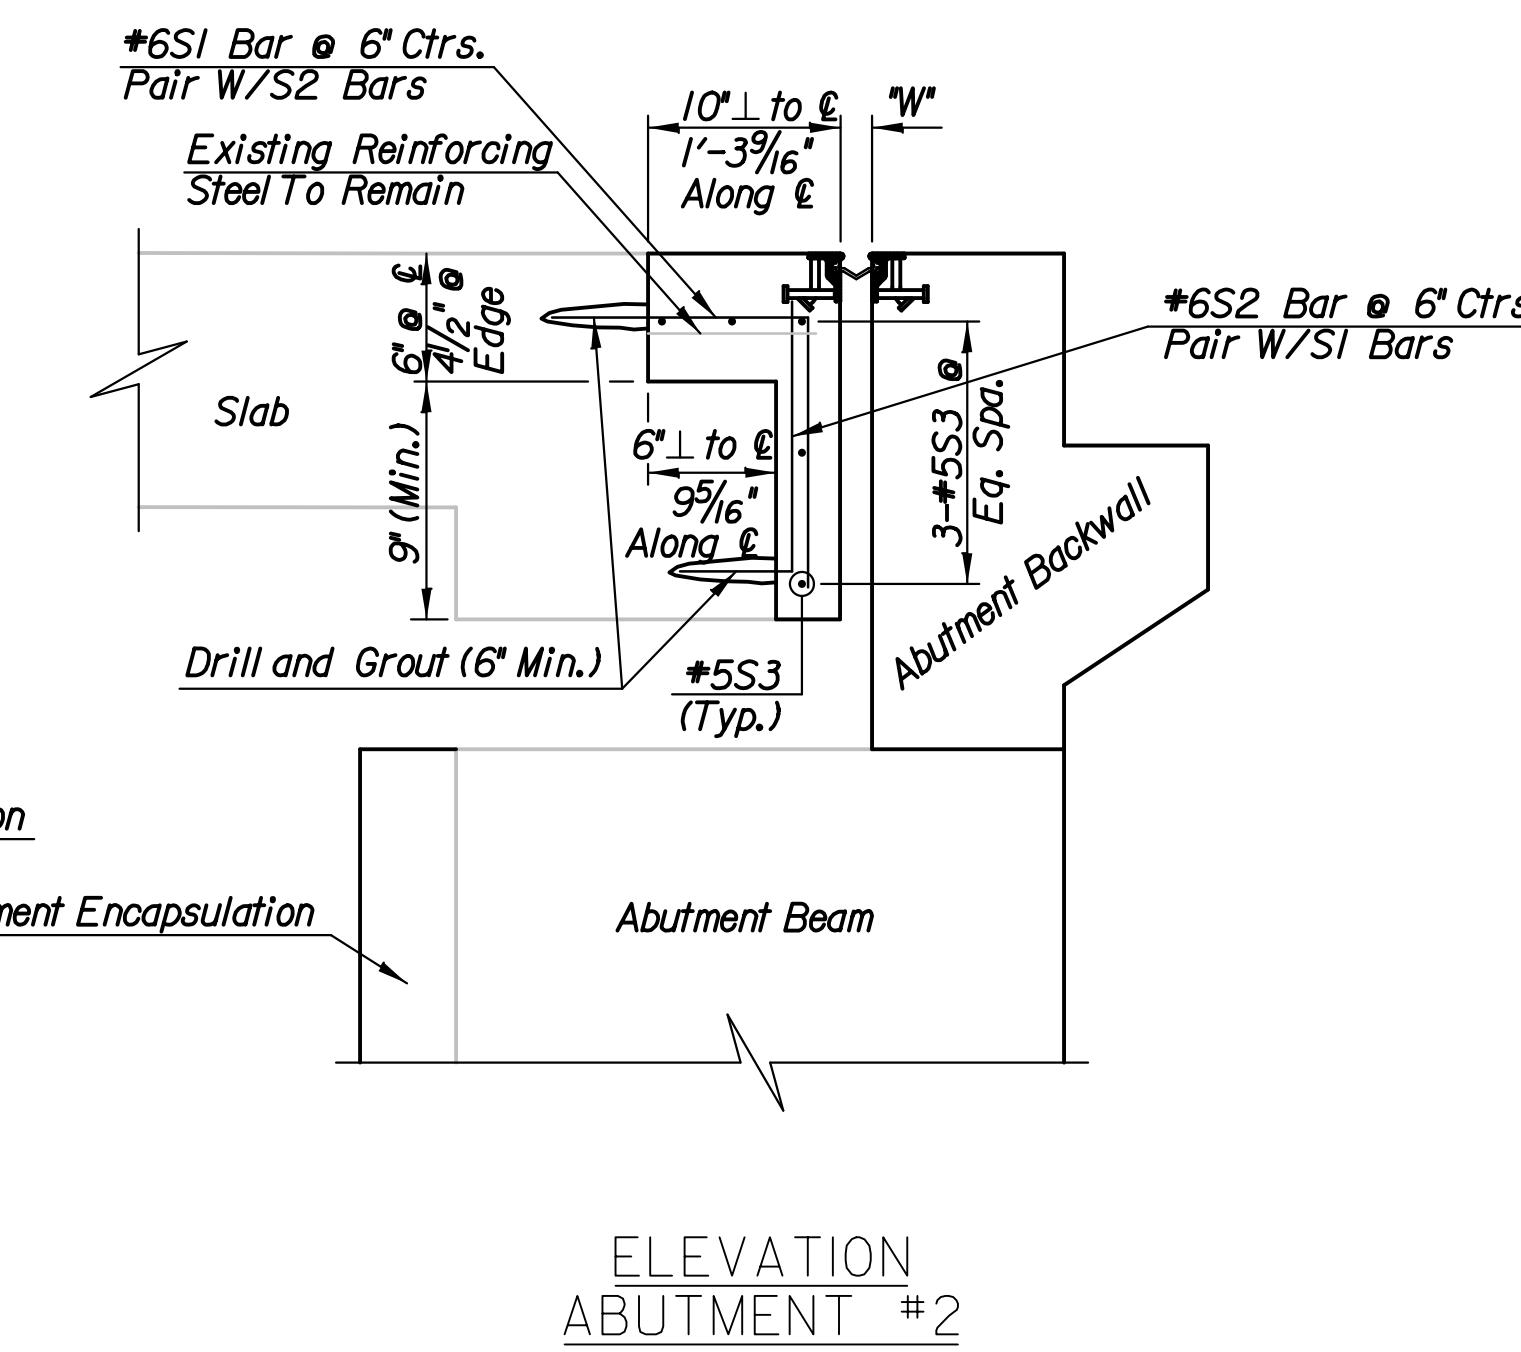 #6S1 Bar @ 6" Ctrs.
Pair W/S2 Bars
Existing Reinforcing
Steel To Remain
10"⊥ to ℄
1'-3 9/16"
Along ℄
"W"
6" @ ℄
4 1/2" @
Edge
#6S2 Bar @ 6" Ctrs
Pair W/S1 Bars
Slab
9" (Min.)
6"⊥ to ℄
9 5/16"
Along ℄
3-#5S3 @
Eq. Spa.
Abutment Backwall
Drill and Grout (6" Min.)
#5S3
(Typ.)
Encapsulation
Abutment Beam
ELEVATION
ABUTMENT #2